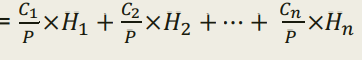 = C₁/P × H₁ + C₂/P × H₂ + ⋯ + Cₙ/P × Hₙ